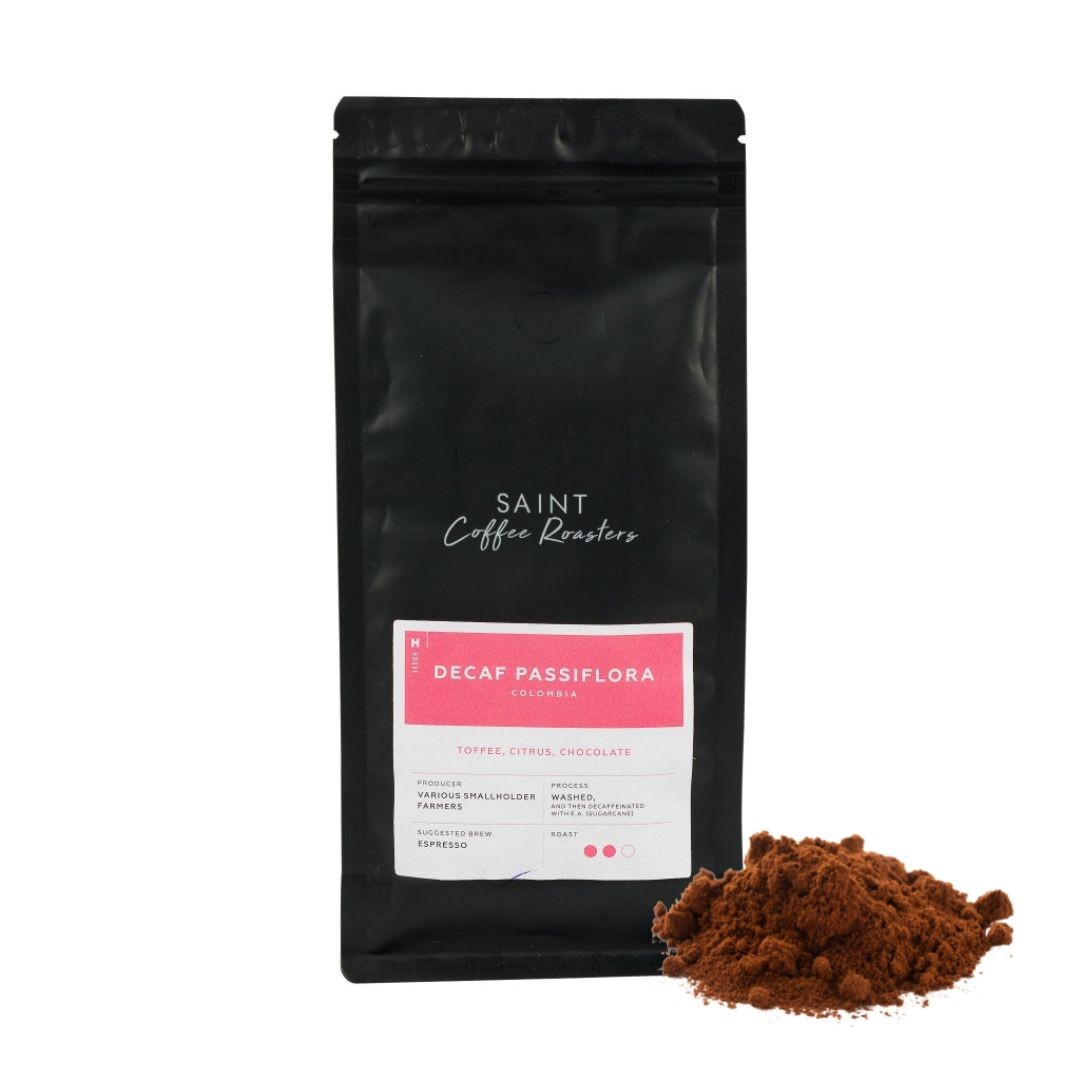 SAINT
Coffee Roasters
H
HOUSE
DECAF PASSIFLORA
COLOMBIA
TOFFEE, CITRUS, CHOCOLATE
PRODUCER
VARIOUS SMALLHOLDER
FARMERS
PROCESS
WASHED,
AND THEN DECAFFEINATED
WITH E.A. (SUGARCANE)
SUGGESTED BREW
ESPRESSO
ROAST